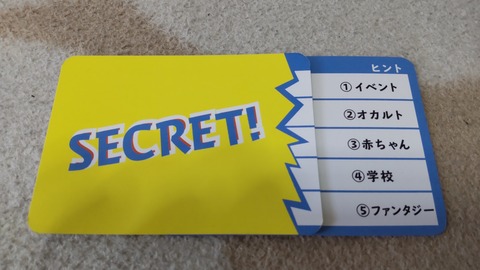 SECRET!
ヒント
①イベント
②オカルト
③赤ちゃん
④学校
⑤ファンタジー